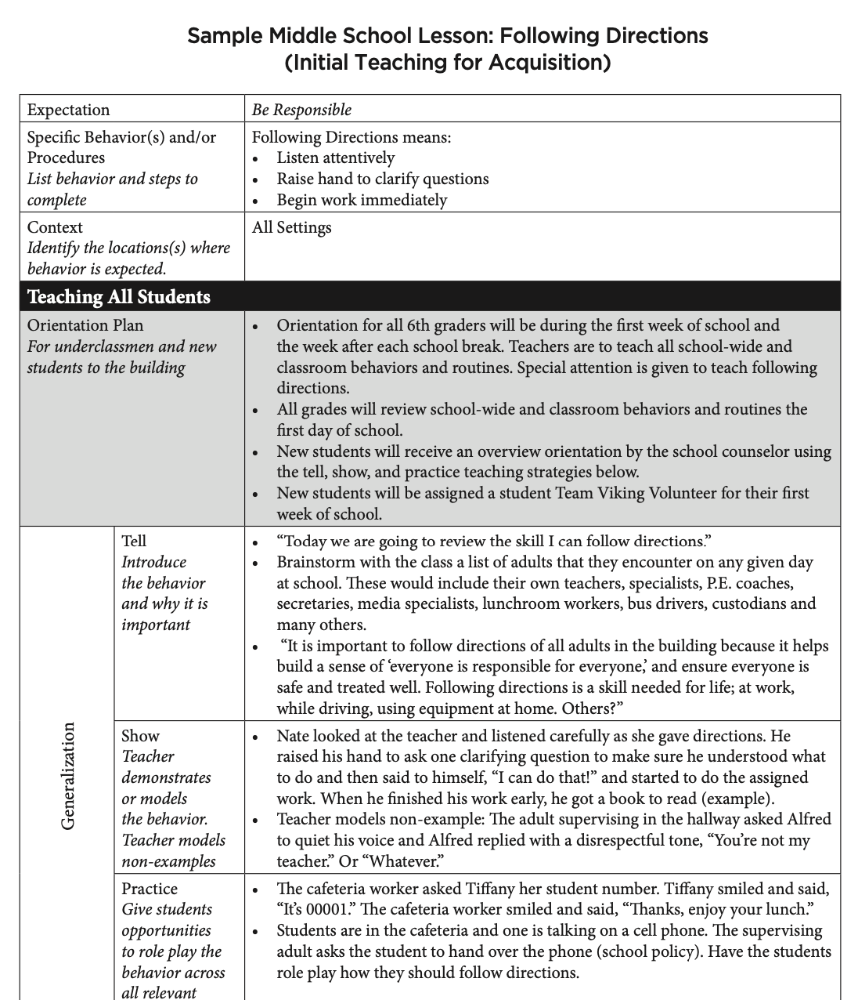 Sample Middle School Lesson: Following Directions
(Initial Teaching for Acquisition)
Expectation
Be Responsible
Specific Behavior(s) and/or
Procedures
List behavior and steps to
complete
Following Directions means:
• Listen attentively
• Raise hand to clarify questions
• Begin work immediately
Context
Identify the locations(s) where
behavior is expected.
All Settings
Teaching All Students
Orientation Plan
For underclassmen and new
students to the building
• Orientation for all 6th graders will be during the first week of school and
the week after each school break. Teachers are to teach all school-wide and
classroom behaviors and routines. Special attention is given to teach following
directions.
• All grades will review school-wide and classroom behaviors and routines the
first day of school.
• New students will receive an overview orientation by the school counselor using
the tell, show, and practice teaching strategies below.
• New students will be assigned a student Team Viking Volunteer for their first
week of school.
Generalization
Tell
Introduce
the behavior
and why it is
important
• “Today we are going to review the skill I can follow directions.”
• Brainstorm with the class a list of adults that they encounter on any given day
at school. These would include their own teachers, specialists, P.E. coaches,
secretaries, media specialists, lunchroom workers, bus drivers, custodians and
many others.
• “It is important to follow directions of all adults in the building because it helps
build a sense of ‘everyone is responsible for everyone,’ and ensure everyone is
safe and treated well. Following directions is a skill needed for life; at work,
while driving, using equipment at home. Others?”
Show
Teacher
demonstrates
or models
the behavior.
Teacher models
non-examples
• Nate looked at the teacher and listened carefully as she gave directions. He
raised his hand to ask one clarifying question to make sure he understood what
to do and then said to himself, “I can do that!” and started to do the assigned
work. When he finished his work early, he got a book to read (example).
• Teacher models non-example: The adult supervising in the hallway asked Alfred
to quiet his voice and Alfred replied with a disrespectful tone, “You’re not my
teacher.” Or “Whatever.”
Practice
Give students
opportunities
to role play the
behavior across
all relevant
• The cafeteria worker asked Tiffany her student number. Tiffany smiled and said,
“It’s 00001.” The cafeteria worker smiled and said, “Thanks, enjoy your lunch.”
• Students are in the cafeteria and one is talking on a cell phone. The supervising
adult asks the student to hand over the phone (school policy). Have the students
role play how they should follow directions.